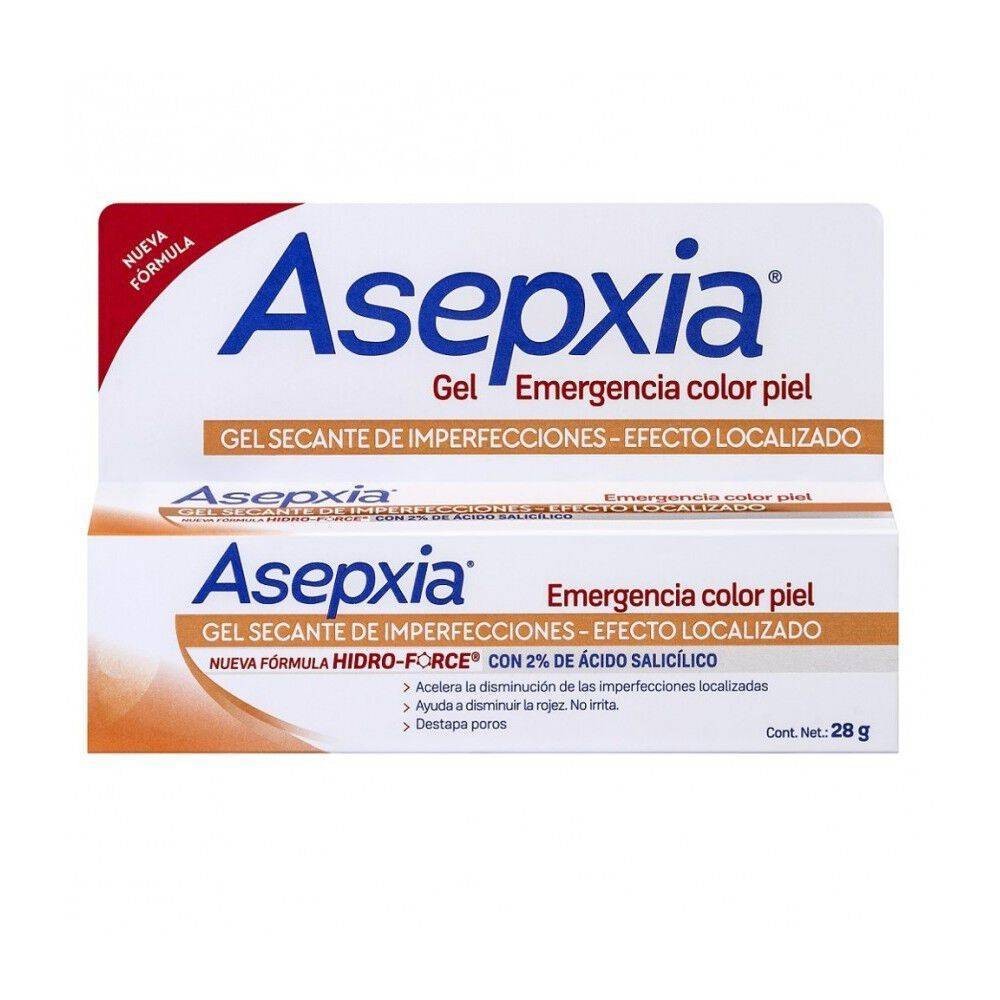 NUEVA
FÓRMULA
Asepxia®
Gel Emergencia color piel
GEL SECANTE DE IMPERFECCIONES - EFECTO LOCALIZADO
Asepxia®
Emergencia color piel
GEL SECANTE DE IMPERFECCIONES - EFECTO LOCALIZADO
NUEVA FÓRMULA HIDRO-FORCE® CON 2% DE ÁCIDO SALICÍLICO
Asepxia®
Emergencia color piel
GEL SECANTE DE IMPERFECCIONES - EFECTO LOCALIZADO
NUEVA FÓRMULA HIDRO-FORCE® CON 2% DE ÁCIDO SALICÍLICO
> Acelera la disminución de las imperfecciones localizadas
> Ayuda a disminuir la rojez. No irrita.
> Destapa poros
Cont. Net.: 28 g